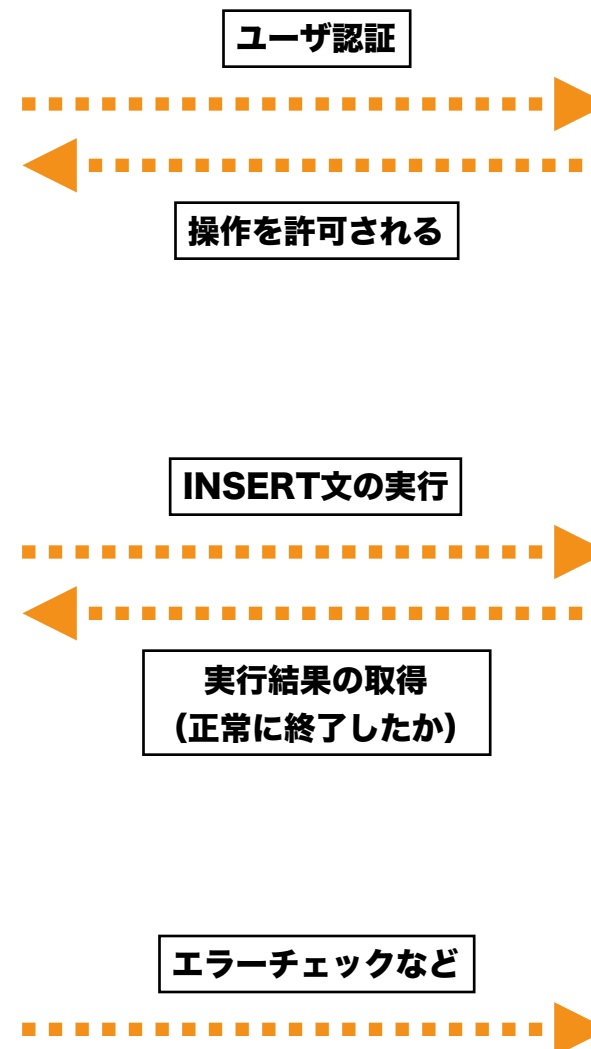 ユーザ認証
操作を許可される
INSERT文の実行
実行結果の取得
（正常に終了したか）
エラーチェックなど